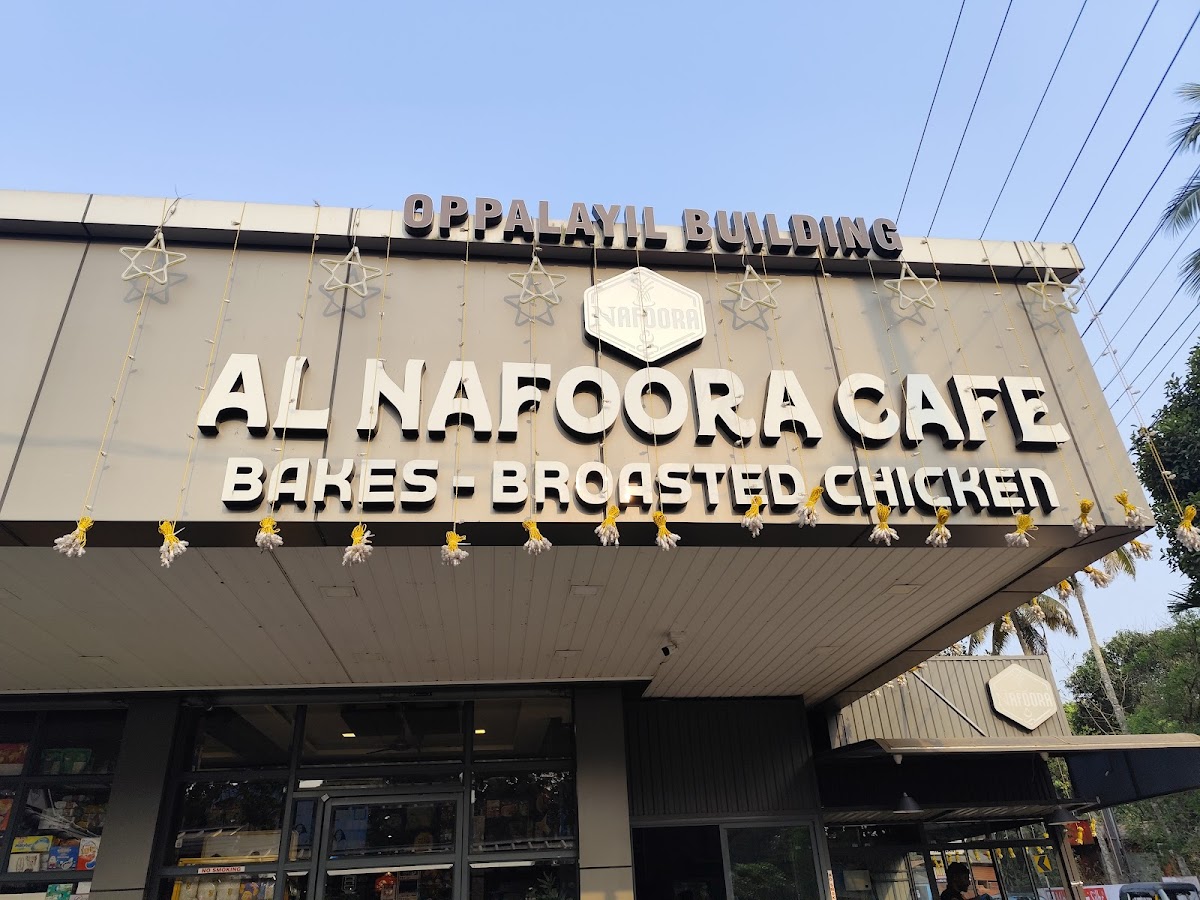 OPPALAYIL BUILDING
NAFOORA
AL NAFOORA CAFE
BAKES - BROASTED CHICKEN
NAFOORA
NO SMOKING